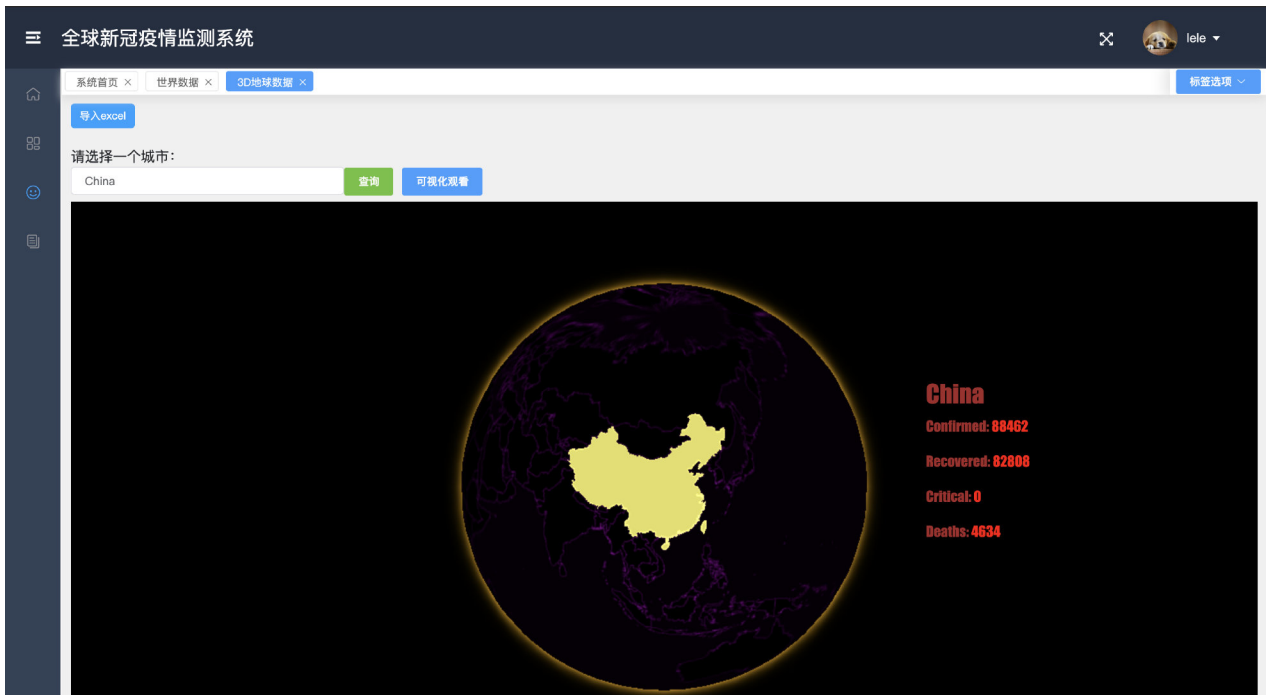 全球新冠疫情监测系统
lele
系统首页 世界数据 3D地球数据 标签选项
导入excel
请选择一个城市：
China 查询 可视化观看
China
Confirmed: 88462
Recovered: 82808
Critical: 0
Deaths: 4634